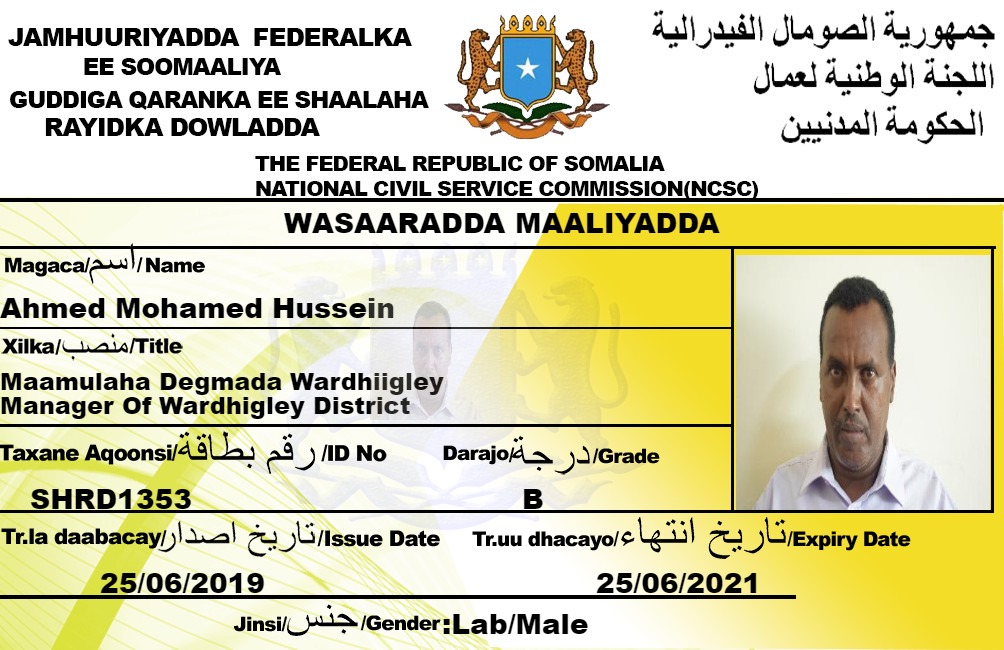 JAMHUURIYADDA FEDERALKA
EE SOOMAALIYA
GUDDIGA QARANKA EE SHAALAHA
RAYIDKA DOWLADDA
جمهورية الصومال الفيدرالية
اللجنة الوطنية لعمال
الحكومة المدنيين
THE FEDERAL REPUBLIC OF SOMALIA
NATIONAL CIVIL SERVICE COMMISSION(NCSC)
WASAARADDA MAALIYADDA
Magaca/اسم/Name
Ahmed Mohamed Hussein
Xilka/منصب/Title
Maamulaha Degmada Wardhiigley
Manager Of Wardhigley District
Taxane Aqoonsi/رقم بطاقة/ID No
SHRD1353
Darajo/درجة/Grade
B
Tr.la daabacay/تاريخ اصدار/Issue Date
25/06/2019
Tr.uu dhacayo/تاريخ انتهاء/Expiry Date
25/06/2021
Jinsi/جنس/Gender:Lab/Male